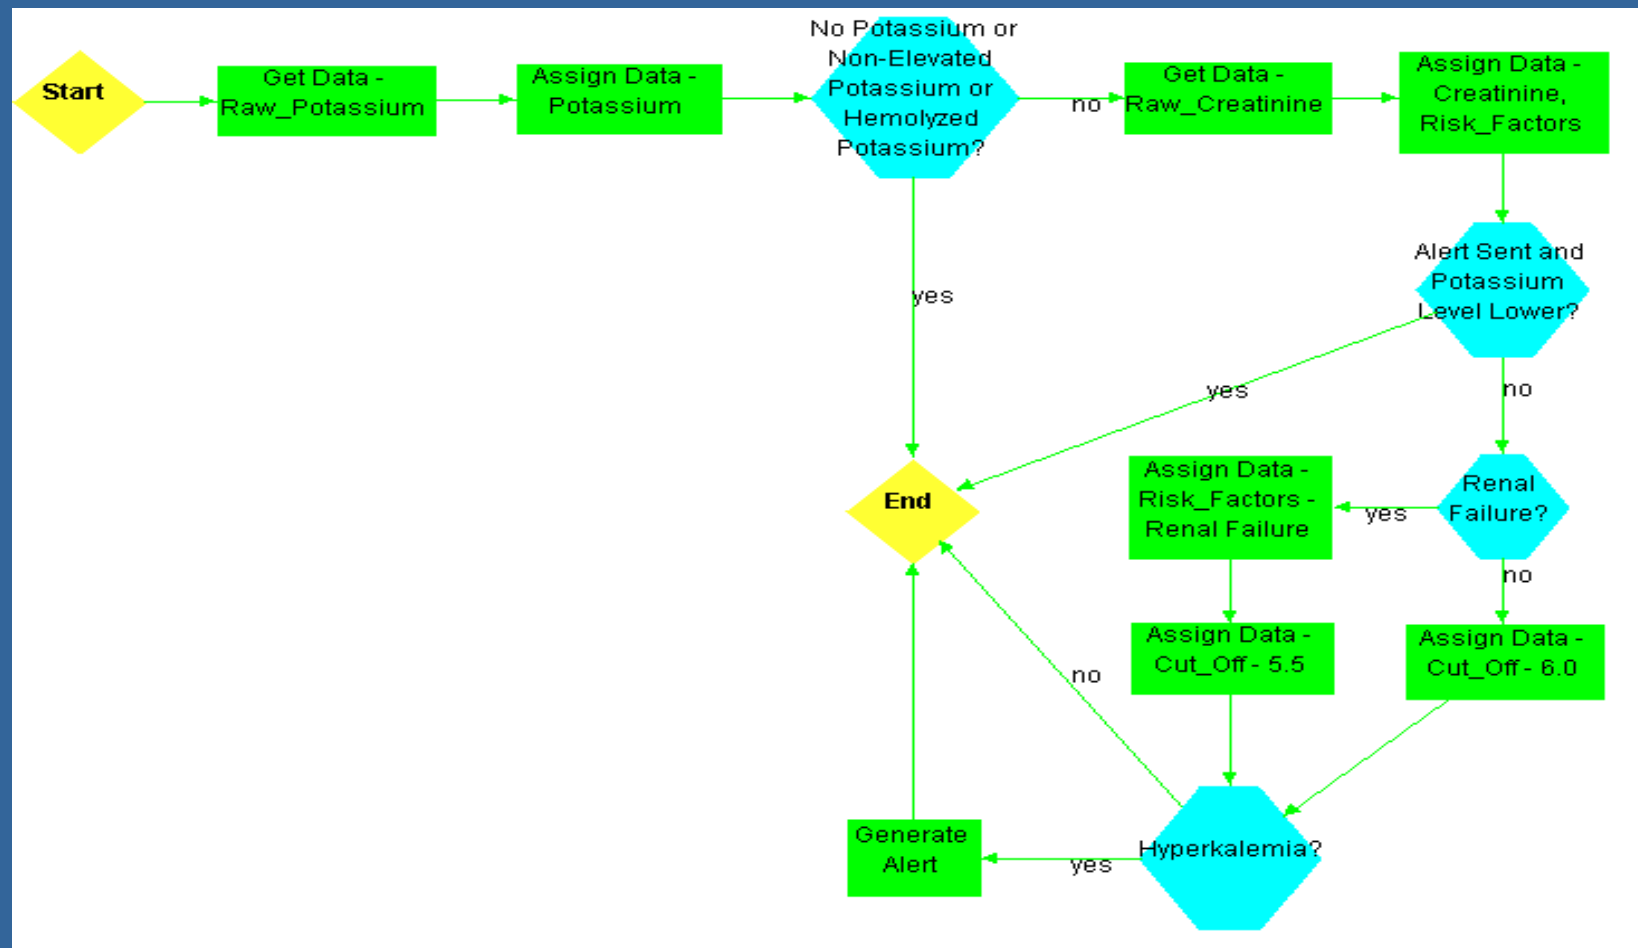 Start
Get Data -
Raw_Potassium
Assign Data -
Potassium
No Potassium or
Non-Elevated
Potassium or
Hemolyzed
Potassium?
no
Get Data -
Raw_Creatinine
Assign Data -
Creatinine,
Risk_Factors
yes
Alert Sent and
Potassium
Level Lower?
yes
no
End
Assign Data -
Risk_Factors -
Renal Failure
yes
Renal
Failure?
no
Assign Data -
Cut_Off - 5.5
Assign Data -
Cut_Off - 6.0
no
Generate
Alert
yes
Hyperkalemia?